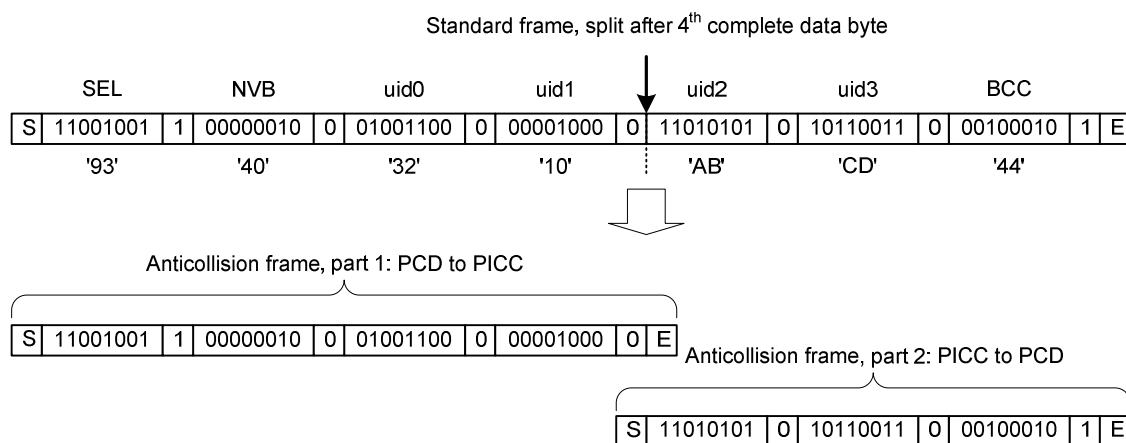 Standard frame, split after 4th complete data byte
SEL NVB uid0 uid1 uid2 uid3 BCC
S 11001001 1 00000010 0 01001100 0 00001000 0 11010101 0 10110011 0 00100010 1 E
'93' '40' '32' '10' 'AB' 'CD' '44'
Anticollision frame, part 1: PCD to PICC
S 11001001 1 00000010 0 01001100 0 00001000 0 E
Anticollision frame, part 2: PICC to PCD
S 11010101 0 10110011 0 00100010 1 E